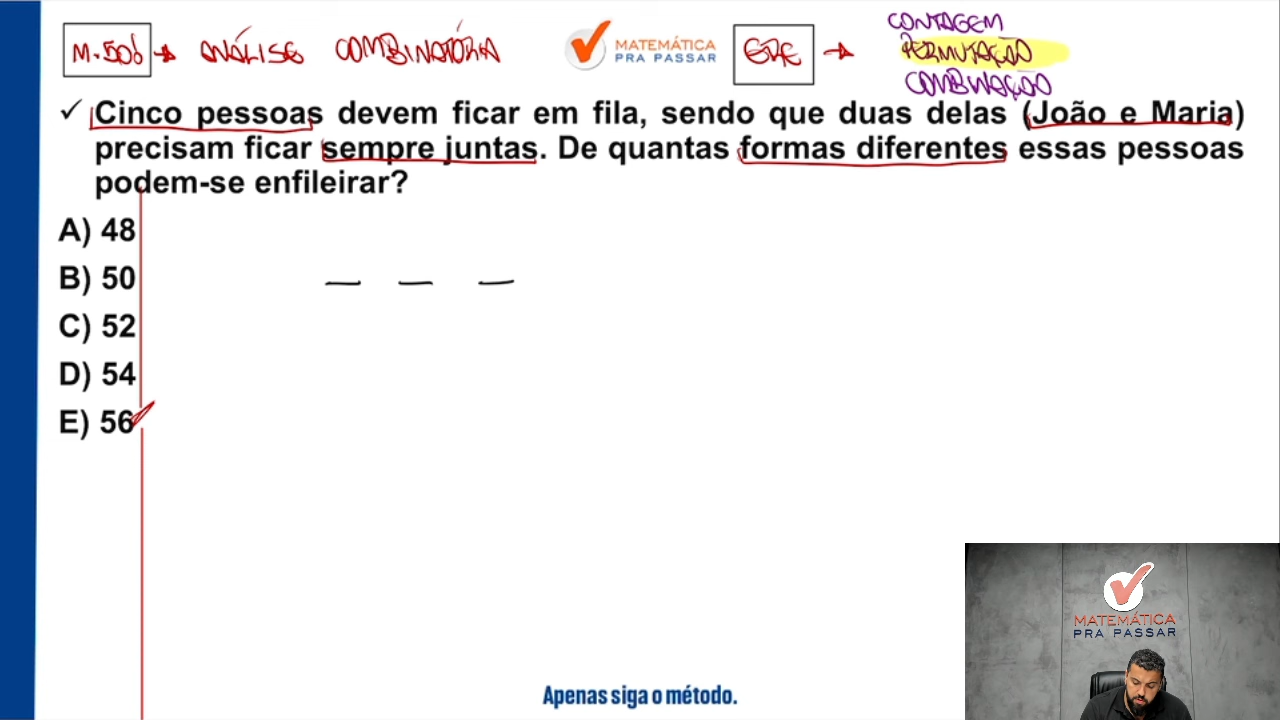 M.50% → ANÁLISE COMBINATÓRIA
MATEMÁTICA
PRA PASSAR
CONTAGEM
PERMUTAÇÃO
COMBINAÇÃO
✓ Cinco pessoas devem ficar em fila, sendo que duas delas (João e Maria)
precisam ficar sempre juntas. De quantas formas diferentes essas pessoas
podem-se enfileirar?
A) 48
B) 50
C) 52
D) 54
E) 56
MATEMÁTICA
PRA PASSAR
Apenas siga o método.